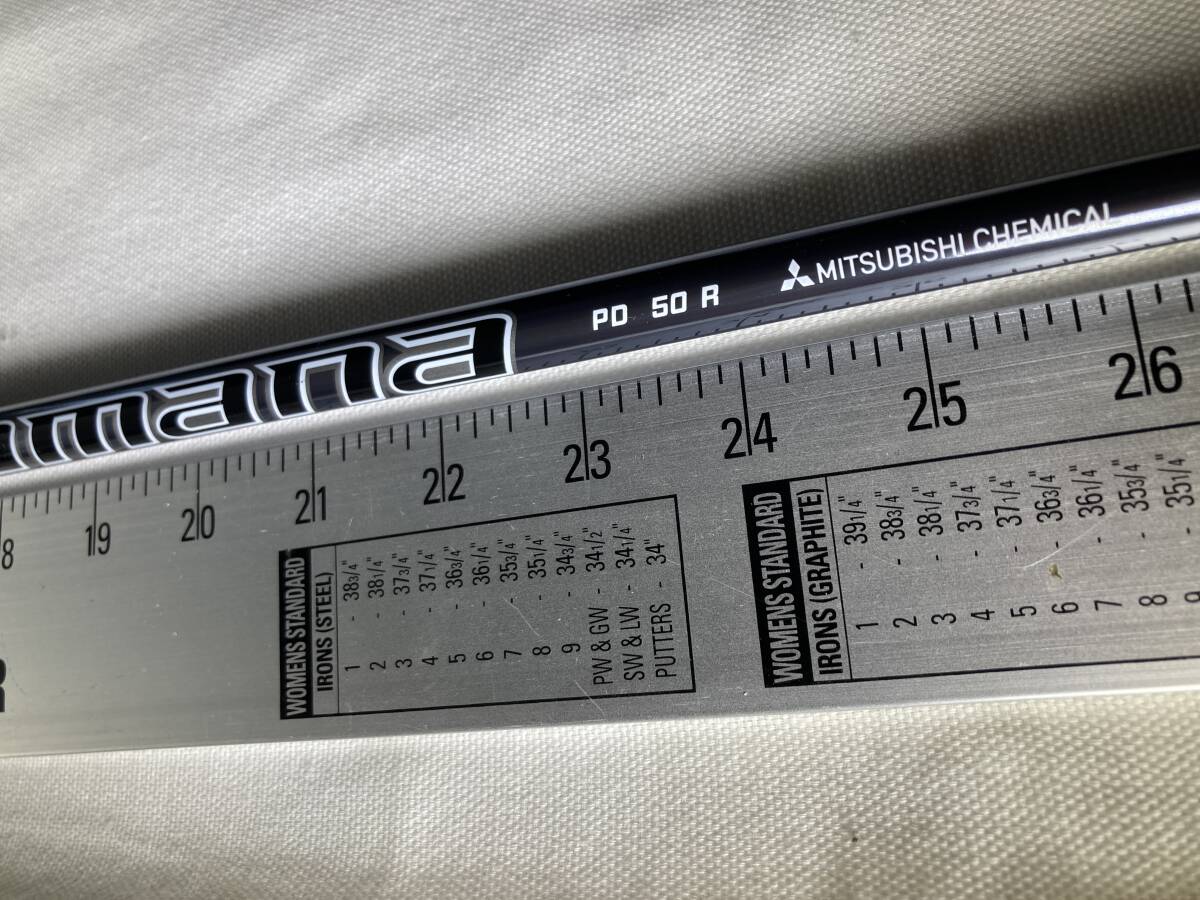 mana PD 50 R MITSUBISHI CHEMICAL
8 19 20 21 22 23 24 25 26
WOMENS STANDARD
IRONS (STEEL)
1 - 38 3/4"
2 - 38 1/4"
3 - 37 3/4"
4 - 37 1/4"
5 - 36 3/4"
6 - 36 1/4"
7 - 35 3/4"
8 - 35 1/4"
9 - 34 3/4"
PW & GW - 34 1/2"
SW & LW - 34 1/4"
PUTTERS - 34"
WOMENS STANDARD
IRONS (GRAPHITE)
1 - 39 1/4"
2 - 38 3/4"
3 - 38 1/4"
4 - 37 3/4"
5 - 37 1/4"
6 - 36 3/4"
7 - 36 1/4"
8 - 35 3/4"
9 - 35 1/4"